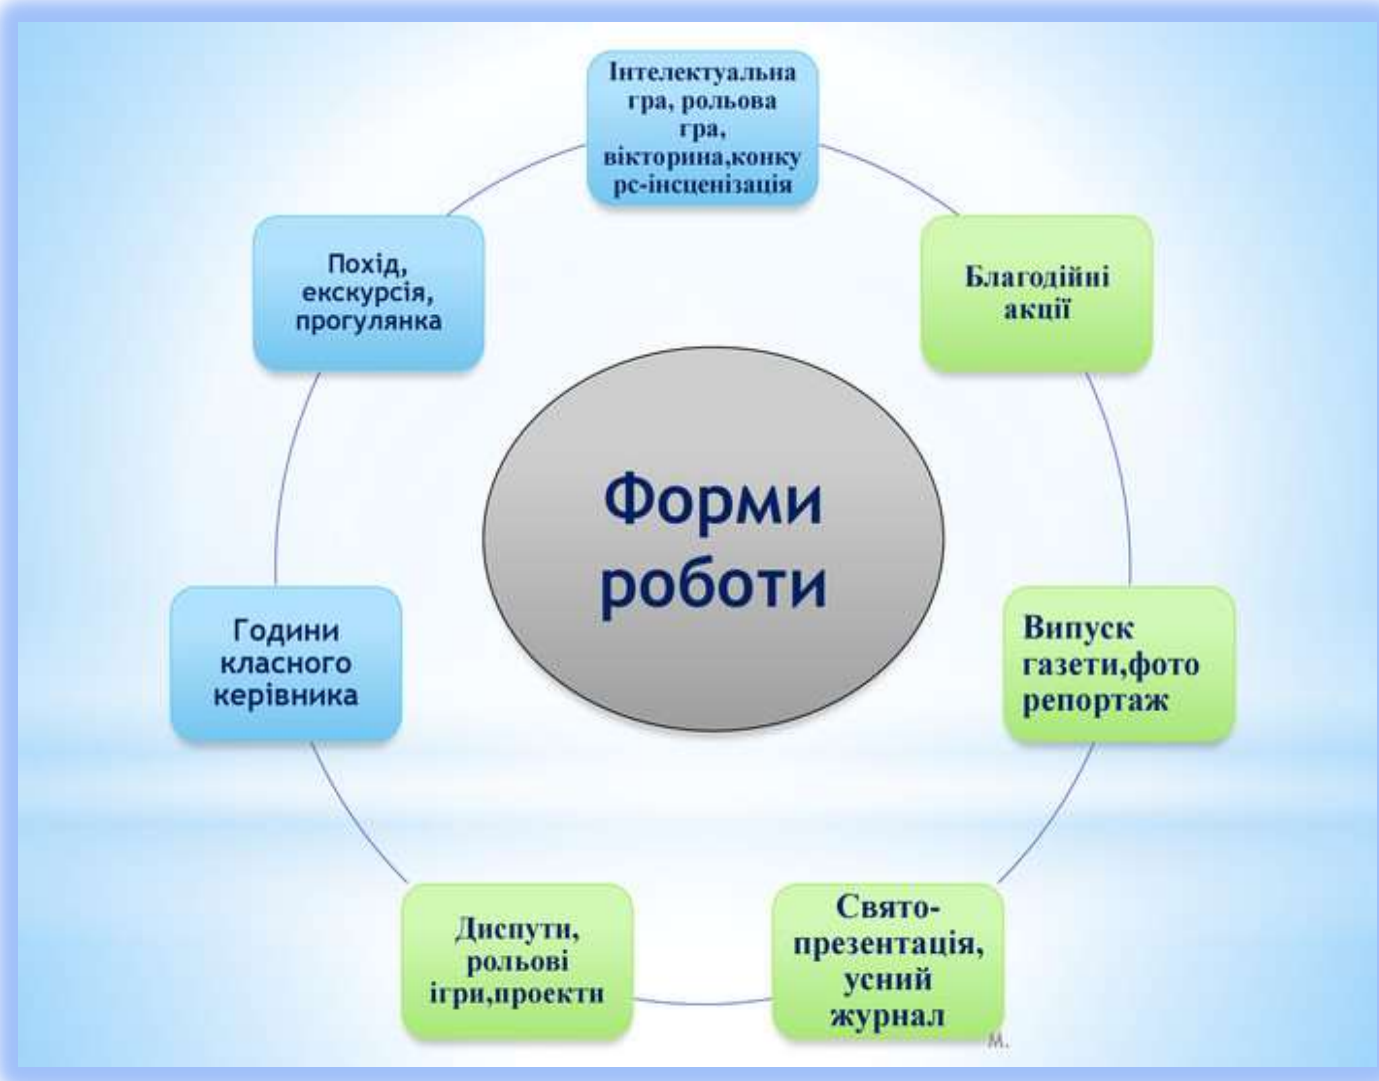 Інтелектуальна
гра, рольова
гра,
вікторина,конку
рс-інсценізація
Благодійні
акції
Випуск
газети,фото
репортаж
Свято-
презентація,
усний
журнал
Диспути,
рольові
ігри,проекти
Години
класного
керівника
Похід,
екскурсія,
прогулянка
Форми
роботи
М.